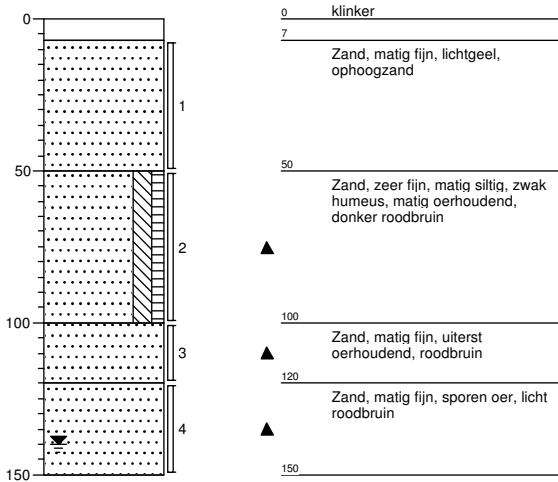 0
klinker
7
Zand, matig fijn, lichtgeel,
ophoogzand
1
50
50
Zand, zeer fijn, matig siltig, zwak
humeus, matig oerhoudend,
donker roodbruin
2
100
100
Zand, matig fijn, uiterst
oerhoudend, roodbruin
3
120
Zand, matig fijn, sporen oer, licht
roodbruin
4
150
150
0